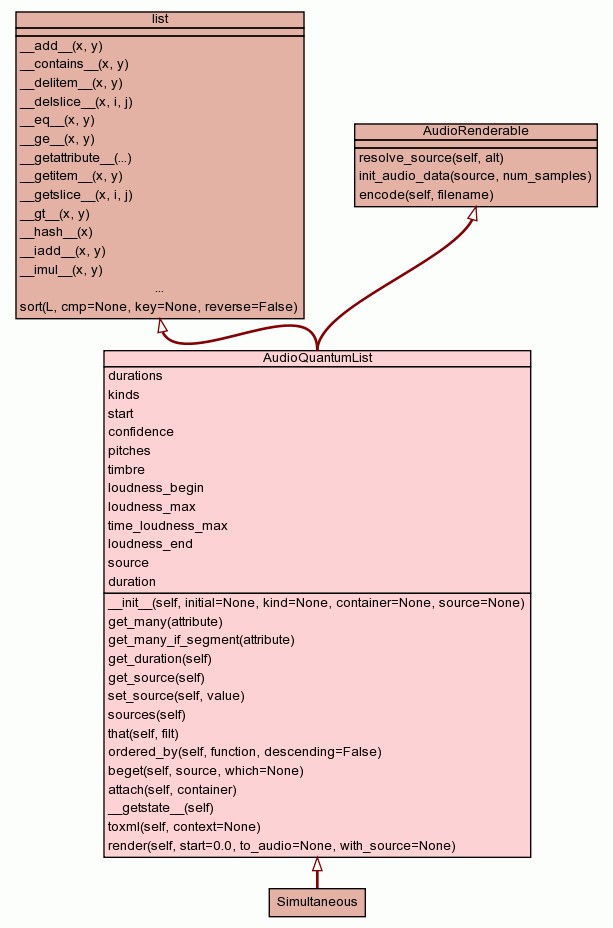 list
__add__(x, y)
__contains__(x, y)
__delitem__(x, y)
__delslice__(x, i, j)
__eq__(x, y)
__ge__(x, y)
__getattribute__(...)
__getitem__(x, y)
__getslice__(x, i, j)
__gt__(x, y)
__hash__(x)
__iadd__(x, y)
__imul__(x, y)
...
sort(L, cmp=None, key=None, reverse=False)
AudioRenderable
resolve_source(self, alt)
init_audio_data(source, num_samples)
encode(self, filename)
AudioQuantumList
durations
kinds
start
confidence
pitches
timbre
loudness_begin
loudness_max
time_loudness_max
loudness_end
source
duration
__init__(self, initial=None, kind=None, container=None, source=None)
get_many(attribute)
get_many_if_segment(attribute)
get_duration(self)
get_source(self)
set_source(self, value)
sources(self)
that(self, filt)
ordered_by(self, function, descending=False)
beget(self, source, which=None)
attach(self, container)
__getstate__(self)
toxml(self, context=None)
render(self, start=0.0, to_audio=None, with_source=None)
Simultaneous